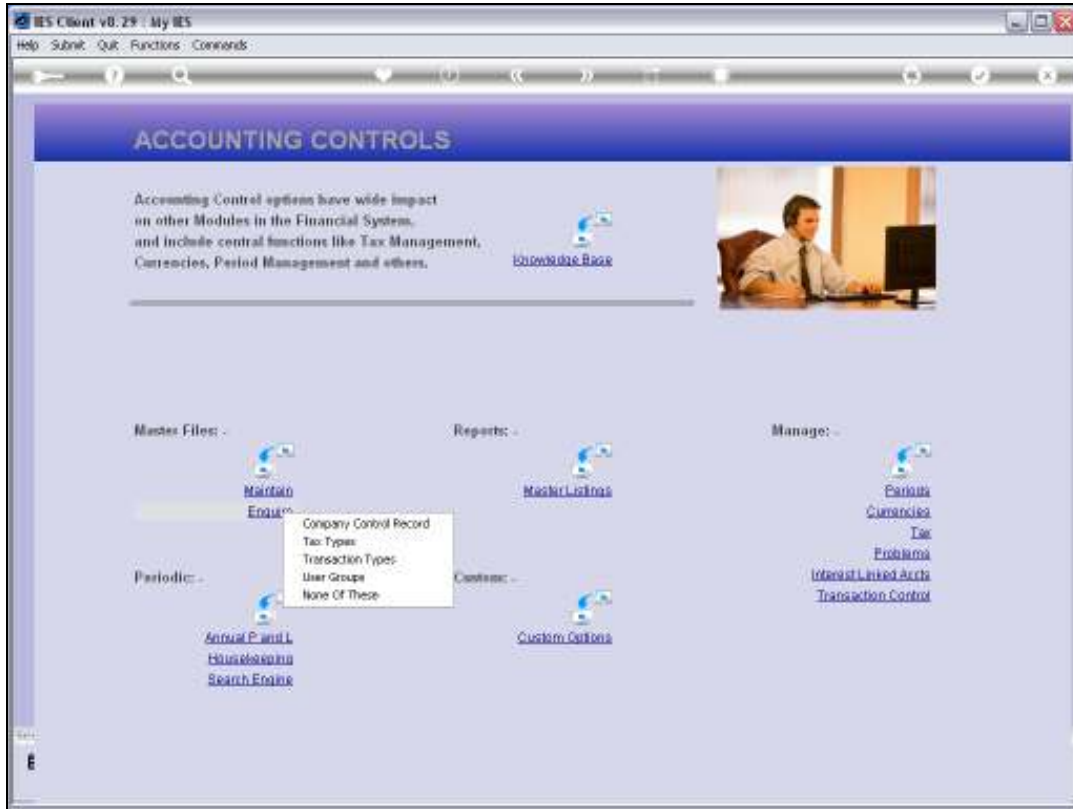 IES Client v8.29 : My IES
Help Submit Quit Functions Commands
ACCOUNTING CONTROLS
Accounting Control options have wide impact
on other Modules in the Financial System,
and include central functions like Tax Management,
Currencies, Period Management and others.
Knowledge Base
Master Files: -
Maintain
Enquire
Company Control Record
Tax Types
Transaction Types
User Groups
None Of These
Reports: -
Master Listings
Manage: -
Periods
Currencies
Tax
Problems
Interest Linked Accts
Transaction Control
Periodic: -
Annual P and L
Housekeeping
Search Engine
Custom: -
Custom Options